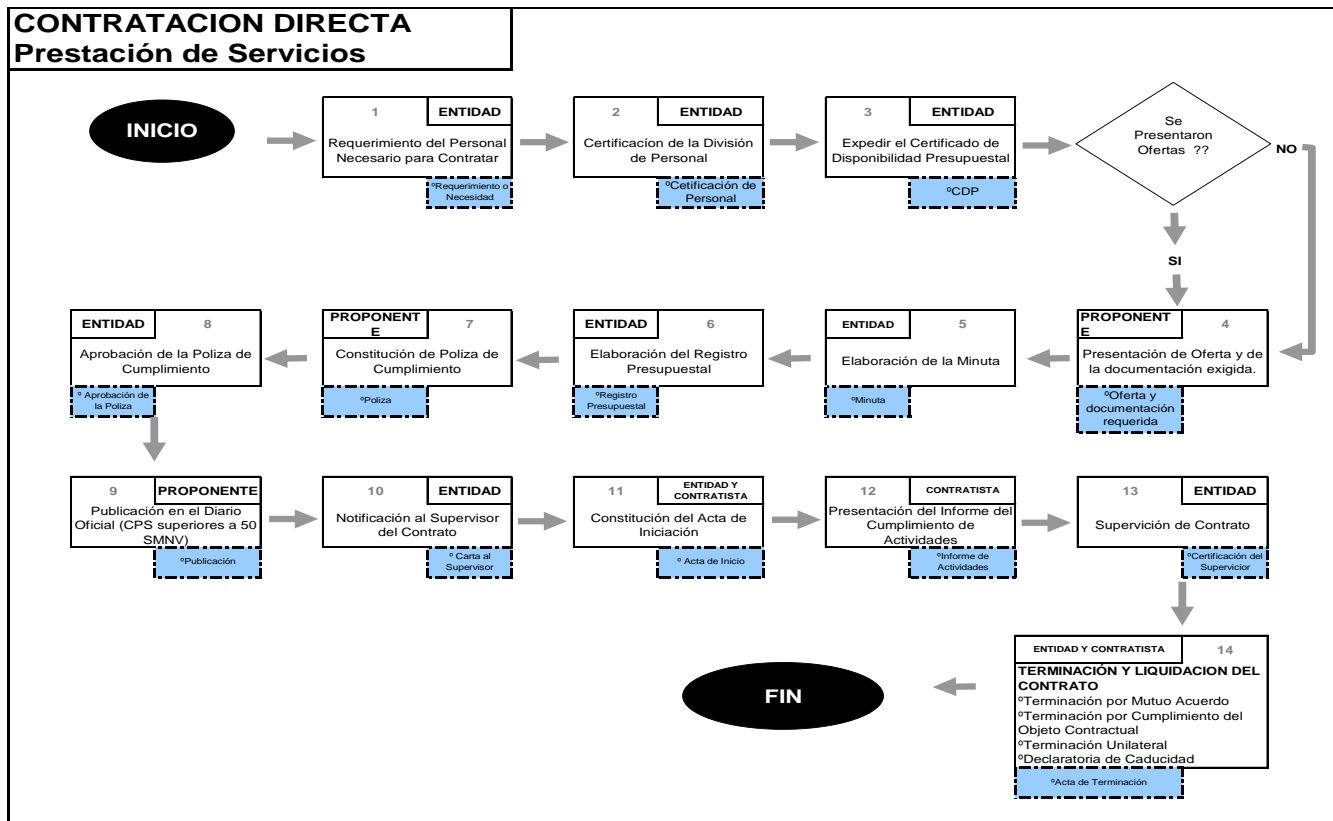 CONTRATACION DIRECTA
Prestación de Servicios
INICIO
1
ENTIDAD
Requerimiento del Personal
Necesario para Contratar
ºRequerimiento o
Necesidad
2
ENTIDAD
Certificacíon de la División
de Personal
ºCetificación de
Personal
3
ENTIDAD
Expedir el Certificado de
Disponibilidad Presupuestal
ºCDP
Se
Presentaron
Ofertas ??
NO
SI
PROPONENT
E
4
Presentación de Oferta y de
la documentación exigida.
ºOferta y
documentación
requerida
ENTIDAD
5
Elaboración de la Minuta
ºMinuta
ENTIDAD
6
Elaboración del Registro
Presupuestal
ºRegistro
Presupuestal
PROPONENT
E
7
Constitución de Poliza de
Cumplimiento
ºPoliza
ENTIDAD
8
Aprobación de la Poliza de
Cumplimiento
º Aprobación de
la Poliza
9
PROPONENTE
Publicación en el Diario
Oficial (CPS superiores a 50
SMNV)
ºPublicación
10
ENTIDAD
Notificación al Supervisor
del Contrato
º Carta al
Supervisor
11
ENTIDAD Y
CONTRATISTA
Constitución del Acta de
Iniciación
º Acta de Inicio
12
CONTRATISTA
Presentación del Informe del
Cumplimiento de
Actividades
ºInforme de
Actividades
13
ENTIDAD
Supervición de Contrato
ºCertificación del
Supervicior
ENTIDAD Y CONTRATISTA
14
TERMINACIÓN Y LIQUIDACION DEL
CONTRATO
ºTerminación por Mutuo Acuerdo
ºTerminación por Cumplimiento del
Objeto Contractual
ºTerminación Unilateral
ºDeclaratoria de Caducidad
ºActa de Terminación
FIN